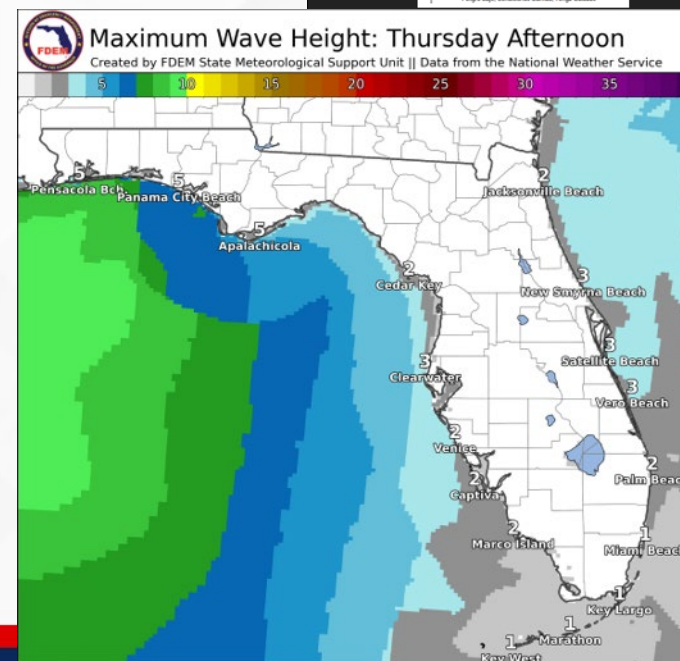 FDEM
Maximum Wave Height: Thursday Afternoon
Created by FDEM State Meteorological Support Unit || Data from the National Weather Service
5 10 15 20 25 30 35
5
Pensacola Bch.
5
Panama City Beach
5
Apalachicola
2
Jacksonville Beach
2
Cedar Key
3
New Smyrna Beach
3
Satellite Beach
3
Clearwater
3
Vero Beach
2
Venice
2
Captiva
2
Palm Beac
2
Marco Island
1
Miami Beach
1
Key Largo
1
Marathon
1
Key West